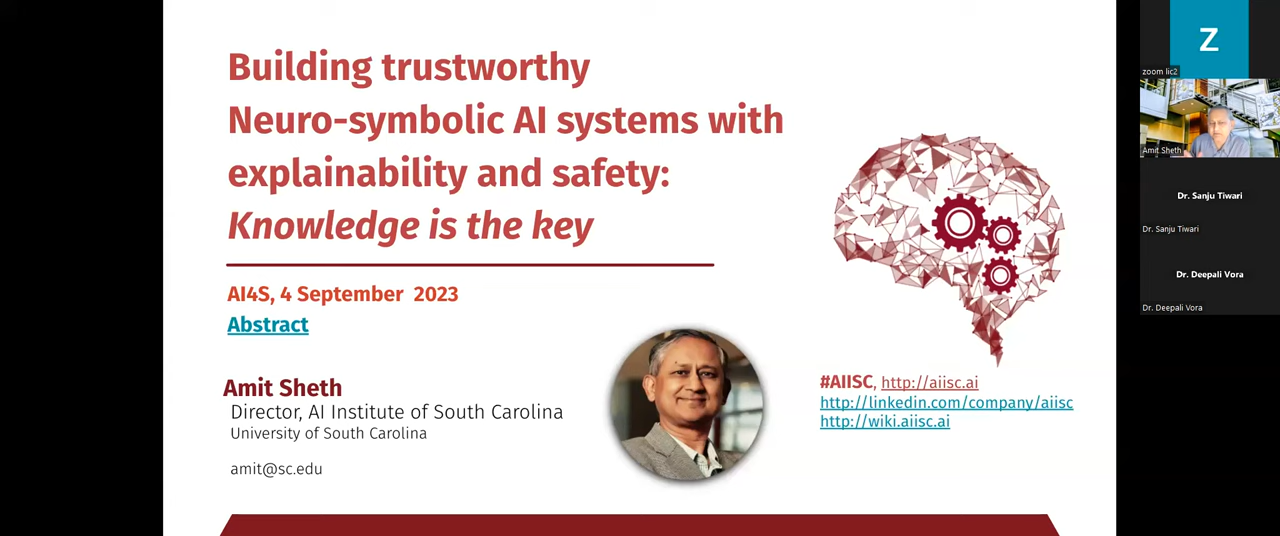 Building trustworthy
Neuro-symbolic AI systems with
explainability and safety:
Knowledge is the key
AI4S, 4 September 2023
Abstract
Amit Sheth
Director, AI Institute of South Carolina
University of South Carolina
amit@sc.edu
#AIISC, http://aiisc.ai
http://linkedin.com/company/aiisc
http://wiki.aiisc.ai
Z
zoom lic2
Amit Sheth
Dr. Sanju Tiwari
Dr. Sanju Tiwari
Dr. Deepali Vora
Dr. Deepali Vora